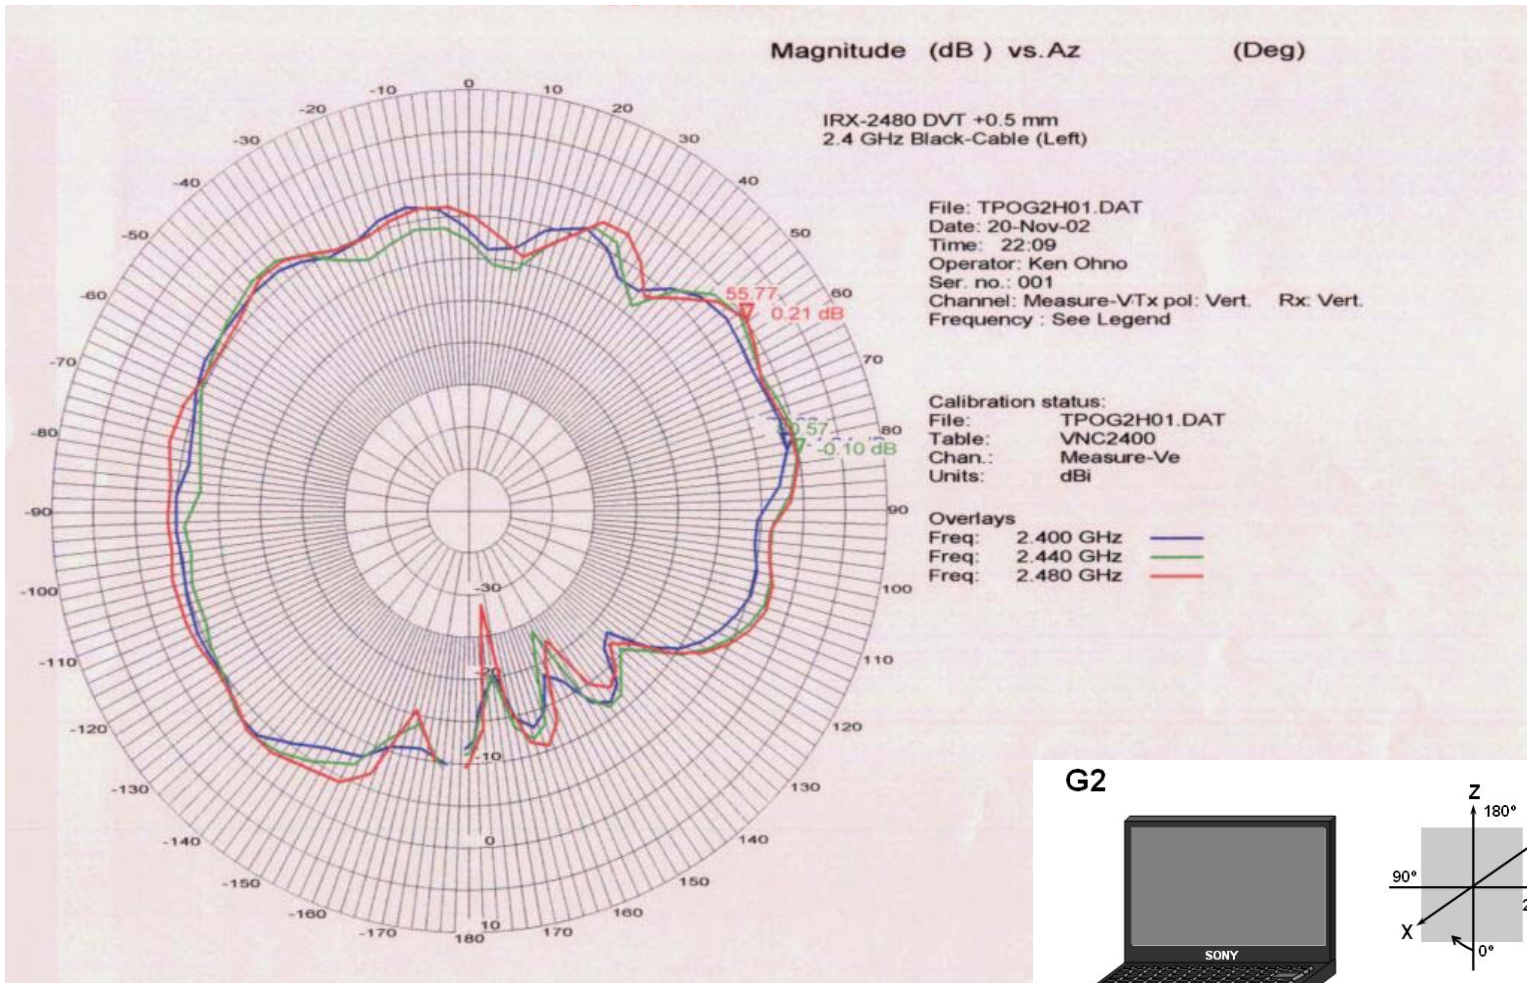 Magnitude (dB ) vs. Az (Deg)
IRX-2480 DVT +0.5 mm
2.4 GHz Black-Cable (Left)
File: TPOG2H01.DAT
Date: 20-Nov-02
Time: 22:09
Operator: Ken Ohno
Ser. no.: 001
Channel: Measure-VTx pol: Vert. Rx: Vert.
Frequency : See Legend
Calibration status:
File: TPOG2H01.DAT
Table: VNC2400
Chan.: Measure-Ve
Units: dBi
Overlays
Freq: 2.400 GHz
Freq: 2.440 GHz
Freq: 2.480 GHz
0
10
20
30
40
50
60
70
80
90
100
110
120
130
140
150
160
170
180
-170
-160
-150
-140
-130
-120
-110
-100
-90
-80
-70
-60
-50
-40
-30
-20
-10
55.77
0.21 dB
-0.10 dB
-30
-20
-10
0
10
G2
SONY
Z
180°
90°
X
0°